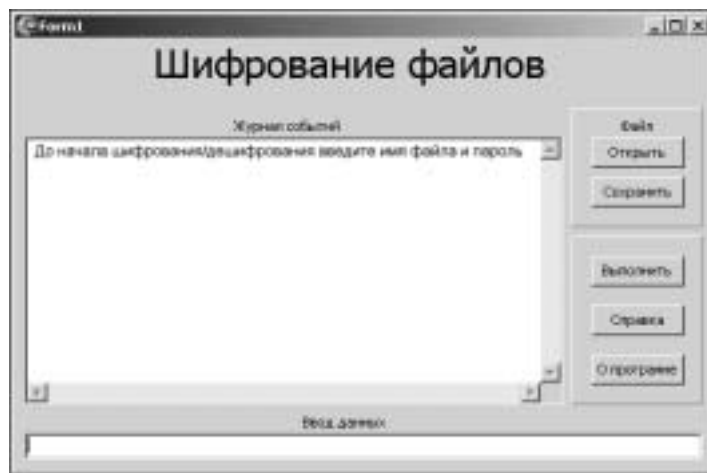 Form1
Шифрование файлов
Журнал событий
До начала шифрования/дешифрования введите имя файла и пароль
Файл
Открыть
Сохранить
Выполнить
Справка
О программе
Ввод данных